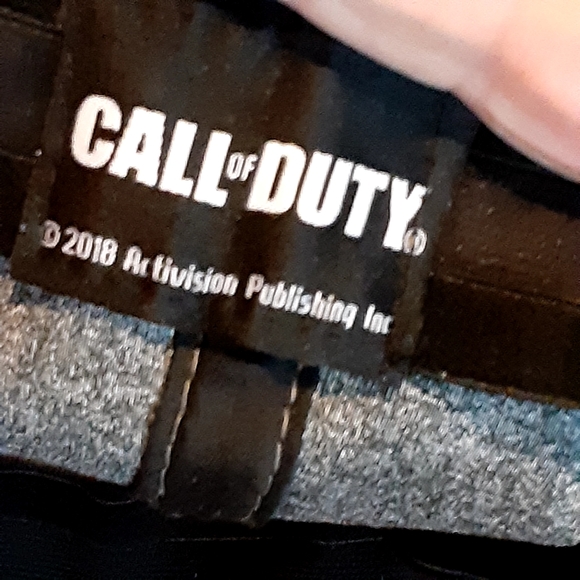 CALL OF DUTY®
©2018 Activision Publishing Inc